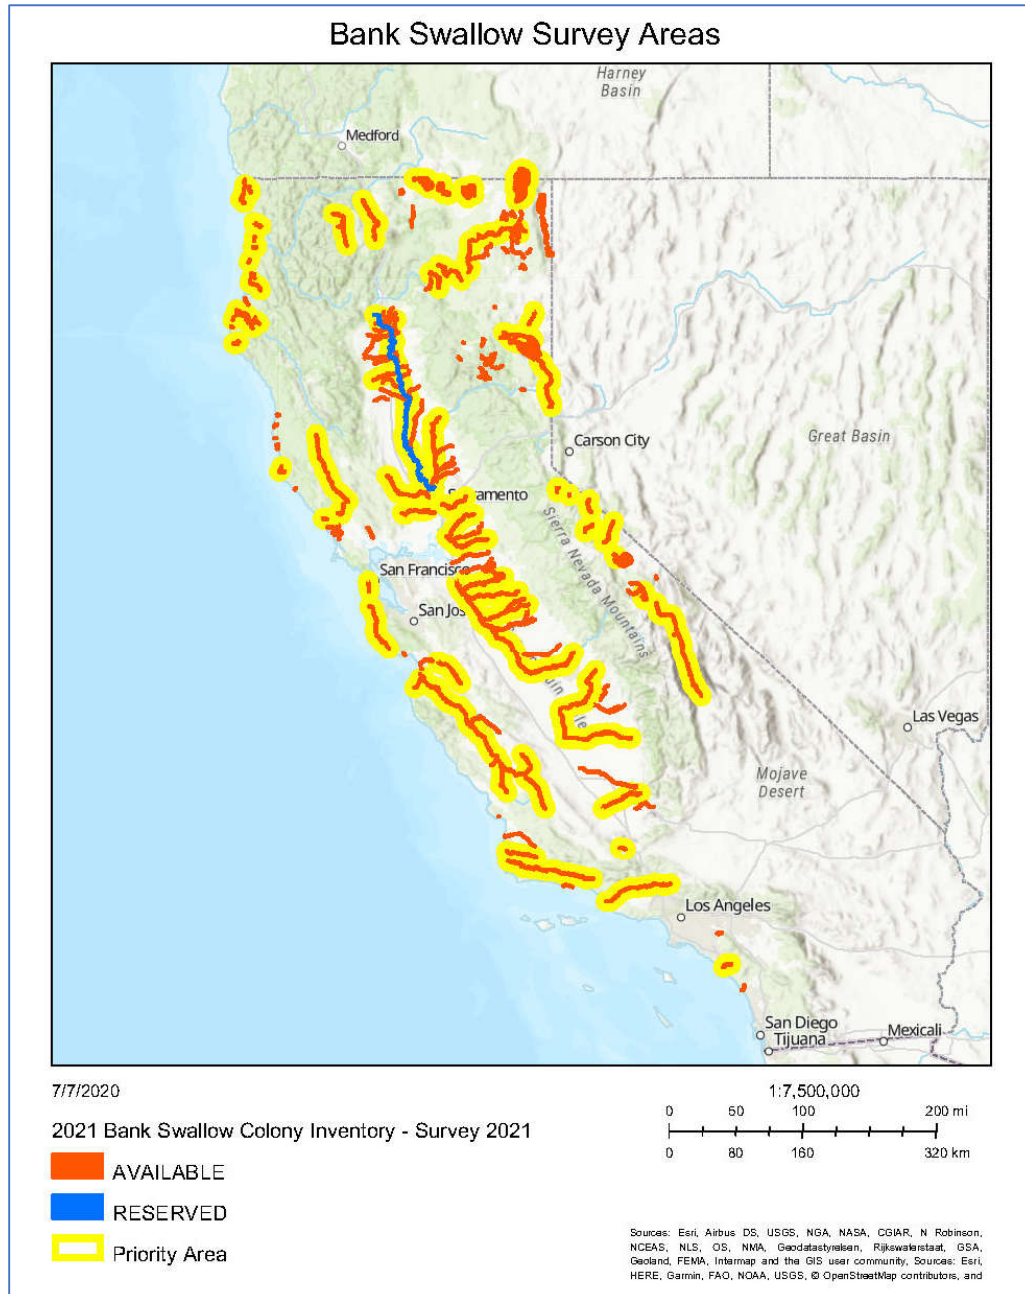 Bank Swallow Survey Areas
Harney
Basin
Medford
Carson City
Great Basin
Sacramento
Sierra Nevada Mountains
San Francisco
San Jos
Las Vegas
Mojave
Desert
Los Angeles
San Diego
Tijuana
Mexicali
7/7/2020
1:7,500,000
0 50 100 200 mi
0 80 160 320 km
2021 Bank Swallow Colony Inventory - Survey 2021
AVAILABLE
RESERVED
Priority Area
Sources: Esri, Airbus DS, USGS, NGA, NASA, CGIAR, N Robinson,
NCEAS, NLS, OS, NMA, Geodatastyrelsen, Rijkswaterstaat, GSA,
Geoland, FEMA, Intermap and the GIS user community, Sources: Esri,
HERE, Garmin, FAO, NOAA, USGS, © OpenStreetMap contributors, and